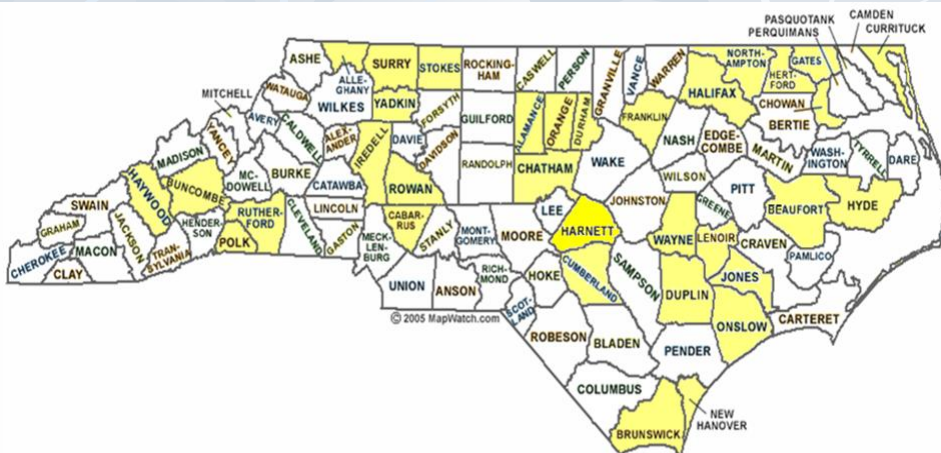 PASQUOTANK
CAMDEN
PERQUIMANS
CURRITUCK
ASHE
ALLE-
GHANY
SURRY
STOKES
ROCKING-
HAM
CASWELL
PERSON
GRANVILLE
VANCE
WARREN
NORTH-
AMPTON
GATES
HERT-
FORD
HALIFAX
MITCHELL
WATAUGA
WILKES
YADKIN
FORSYTH
GUILFORD
ALAMANCE
ORANGE
DURHAM
FRANKLIN
CHOWAN
BERTIE
YANCEY
AVERY
CALDWELL
ALEX-
ANDER
IREDELL
DAVIE
DAVIDSON
NASH
EDGE-
COMBE
MARTIN
WASH-
INGTON
TYRRELL
DARE
MADISON
MC-
DOWELL
BURKE
CATAWBA
ROWAN
RANDOLPH
CHATHAM
WAKE
WILSON
PITT
HAYWOOD
BUNCOMBE
RUTHER-
FORD
LINCOLN
CABAR-
RUS
STANLY
MONT-
GOMERY
MOORE
LEE
HARNETT
JOHNSTON
GREENE
BEAUFORT
HYDE
SWAIN
GRAHAM
JACKSON
HENDER-
SON
POLK
CLEVELAND
GASTON
MECK-
LEN-
BURG
WAYNE
LENOIR
CRAVEN
PAMLICO
CHEROKEE
MACON
CLAY
TRAN-
SYLVANIA
UNION
ANSON
RICH-
MOND
HOKE
CUMBERLAND
SAMPSON
DUPLIN
JONES
CARTERET
© 2005 MapWatch.com
SCOT-
LAND
ROBESON
BLADEN
PENDER
ONSLOW
COLUMBUS
BRUNSWICK
NEW
HANOVER